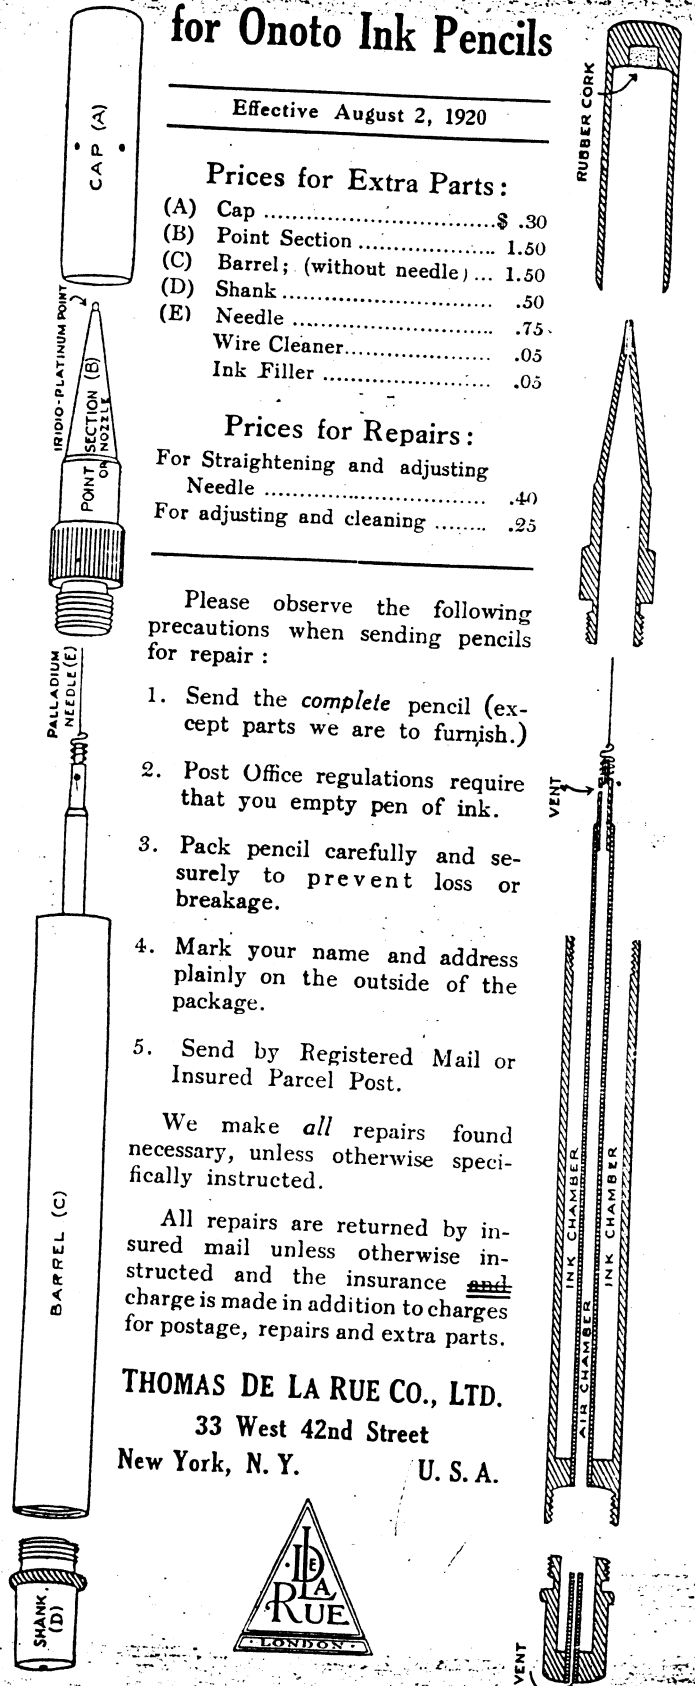 for Onoto Ink Pencils
Effective August 2, 1920
Prices for Extra Parts:
(A) Cap ................................$ .30
(B) Point Section ................... 1.50
(C) Barrel; (without needle) ... 1.50
(D) Shank ............................. .50
(E) Needle ............................ .75
Wire Cleaner..................... .05
Ink Filler ........................ .05
Prices for Repairs:
For Straightening and adjusting
Needle ................................ .40
For adjusting and cleaning ........ .25
Please observe the following
precautions when sending pencils
for repair :
1. Send the complete pencil (ex-
cept parts we are to furnish.)
2. Post Office regulations require
that you empty pen of ink.
3. Pack pencil carefully and se-
surely to prevent loss or
breakage.
4. Mark your name and address
plainly on the outside of the
package.
5. Send by Registered Mail or
Insured Parcel Post.
We make all repairs found
necessary, unless otherwise speci-
fically instructed.
All repairs are returned by in-
sured mail unless otherwise in-
structed and the insurance and
charge is made in addition to charges
for postage, repairs and extra parts.
THOMAS DE LA RUE CO., LTD.
33 West 42nd Street
New York, N. Y. U. S. A.
DE
LA
RUE
· LONDON ·
CAP (A)
IRIDIO-PLATINUM POINT
POINT SECTION (B)
OR NOZZLE
PALLADIUM
NEEDLE (E)
BARREL (C)
SHANK.
(D)
RUBBER CORK
VENT
INK CHAMBER
AIR CHAMBER
INK CHAMBER
VENT